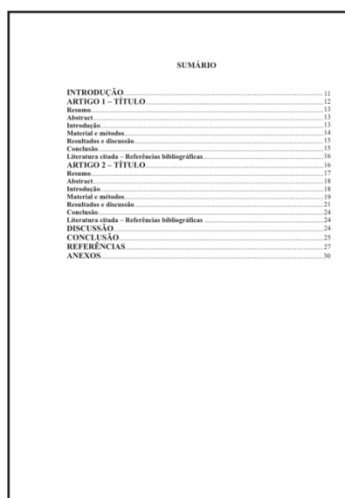 SUMÁRIO
INTRODUÇÃO 11
ARTIGO 1 – TÍTULO 12
Resumo 13
Abstract 13
Introdução 13
Material e métodos 14
Resultados e discussão 15
Conclusão 15
Literatura citada – Referências bibliográficas 16
ARTIGO 2 – TÍTULO 16
Resumo 17
Abstract 18
Introdução 18
Material e métodos 19
Resultados e discussão 21
Conclusão 24
Literatura citada – Referências bibliográficas 24
DISCUSSÃO 24
CONCLUSÃO 25
REFERÊNCIAS 27
ANEXOS 30